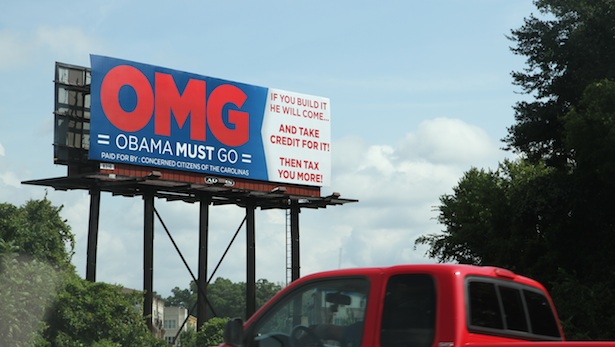 OMG
= OBAMA MUST GO =
PAID FOR BY : CONCERNED CITIZENS OF THE CAROLINAS
IF YOU BUILD IT
HE WILL COME...
AND TAKE
CREDIT FOR IT!
THEN TAX
YOU MORE!